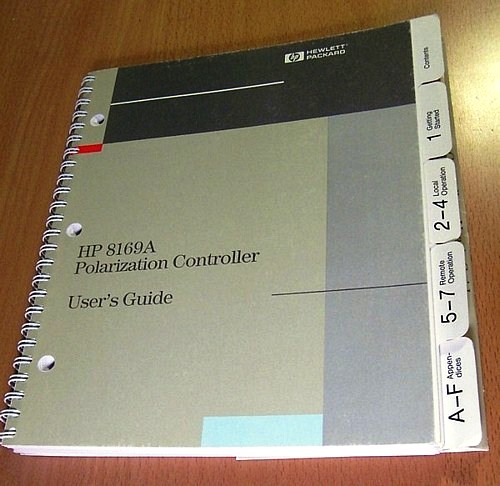 HEWLETT
PACKARD
HP 8169A
Polarization Controller
User's Guide
Contents
1 Getting
Started
2-4 Local
Operation
5-7 Remote
Operation
A-F Appen-
dices